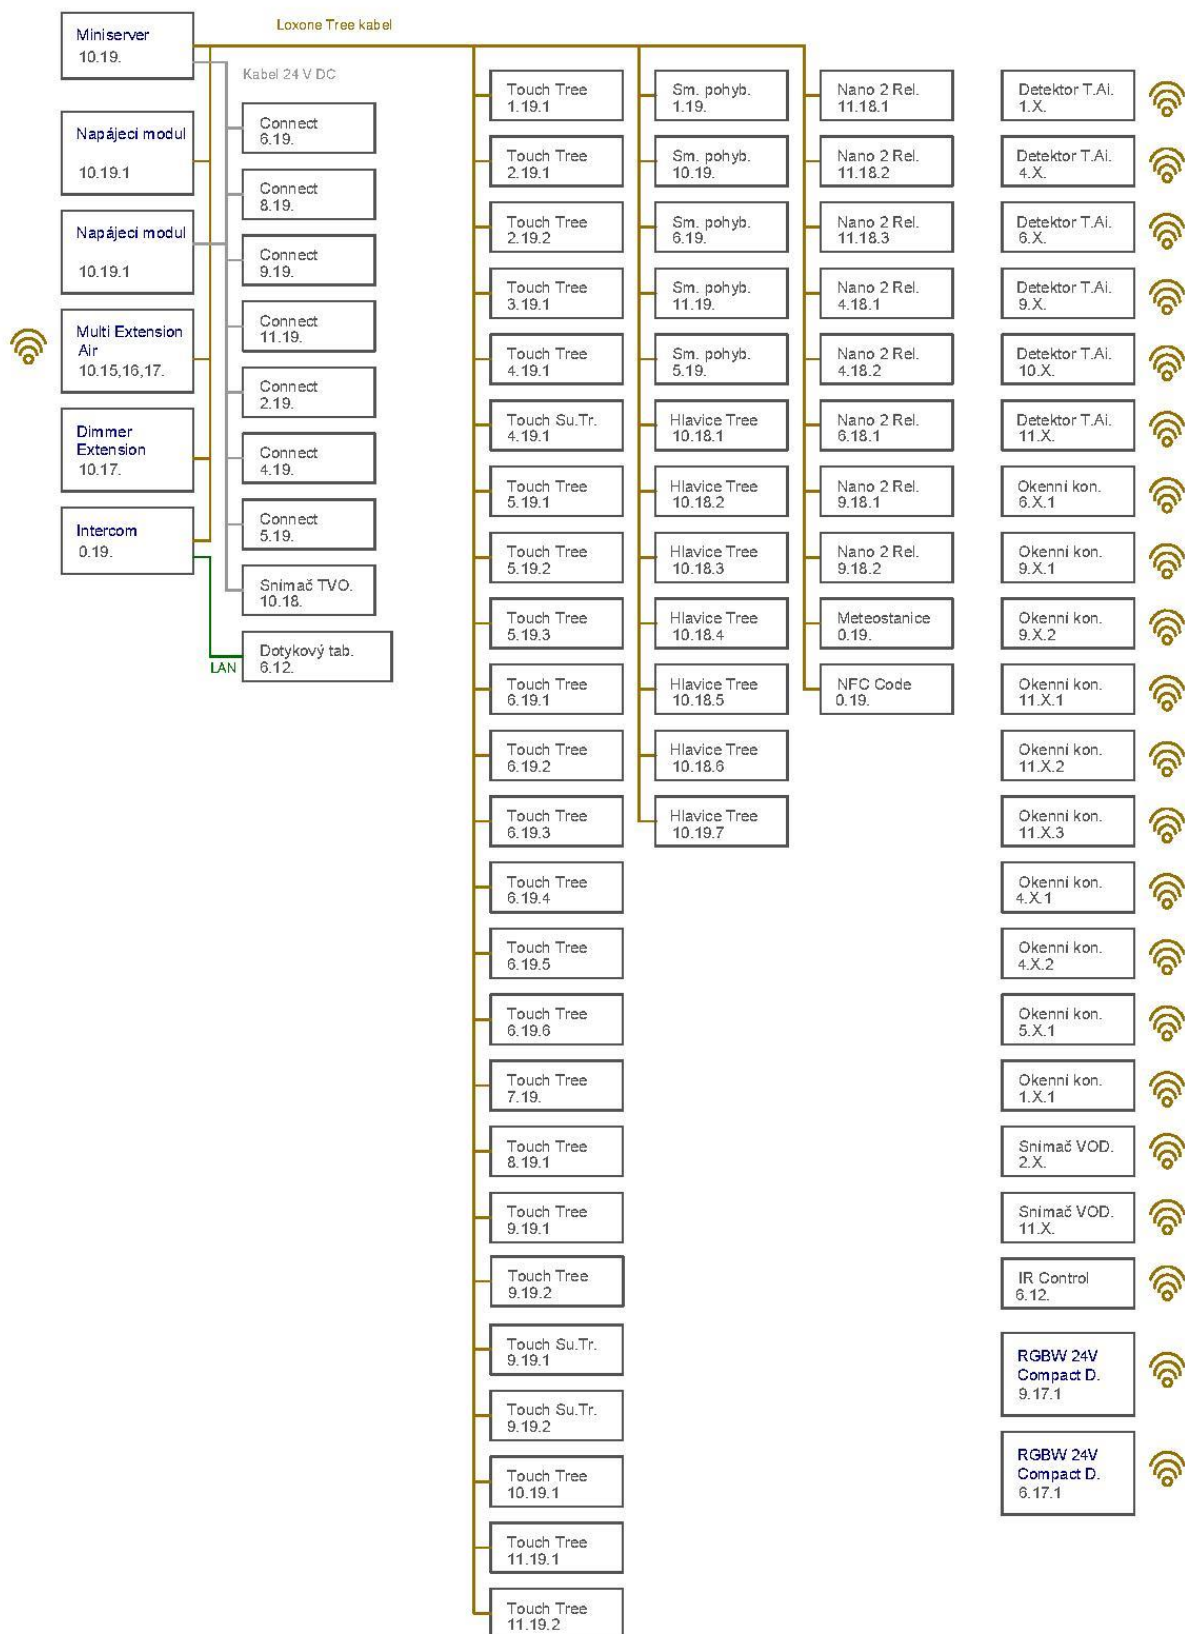 Loxone Tree kabel
Miniserver
10.19.
Kabel 24 V DC
Napájecí modul
10.19.1
Napájecí modul
10.19.1
Multi Extension
Air
10.15,16,17.
Dimmer
Extension
10.17.
Intercom
0.19.
Connect
6.19.
Connect
8.19.
Connect
9.19.
Connect
11.19.
Connect
2.19.
Connect
4.19.
Connect
5.19.
Snímač TVO.
10.18.
LAN
Dotykový tab.
6.12.
Touch Tree
1.19.1
Touch Tree
2.19.1
Touch Tree
2.19.2
Touch Tree
3.19.1
Touch Tree
4.19.1
Touch Su.Tr.
4.19.1
Touch Tree
5.19.1
Touch Tree
5.19.2
Touch Tree
5.19.3
Touch Tree
6.19.1
Touch Tree
6.19.2
Touch Tree
6.19.3
Touch Tree
6.19.4
Touch Tree
6.19.5
Touch Tree
6.19.6
Touch Tree
7.19.
Touch Tree
8.19.1
Touch Tree
9.19.1
Touch Tree
9.19.2
Touch Su.Tr.
9.19.1
Touch Su.Tr.
9.19.2
Touch Tree
10.19.1
Touch Tree
11.19.1
Touch Tree
11.19.2
Sm. pohyb.
1.19.
Sm. pohyb.
10.19.
Sm. pohyb.
6.19.
Sm. pohyb.
11.19.
Sm. pohyb.
5.19.
Hlavice Tree
10.18.1
Hlavice Tree
10.18.2
Hlavice Tree
10.18.3
Hlavice Tree
10.18.4
Hlavice Tree
10.18.5
Hlavice Tree
10.18.6
Hlavice Tree
10.19.7
Nano 2 Rel.
11.18.1
Nano 2 Rel.
11.18.2
Nano 2 Rel.
11.18.3
Nano 2 Rel.
4.18.1
Nano 2 Rel.
4.18.2
Nano 2 Rel.
6.18.1
Nano 2 Rel.
9.18.1
Nano 2 Rel.
9.18.2
Meteostanice
0.19.
NFC Code
0.19.
Detektor T.Ai.
1.X.
Detektor T.Ai.
4.X.
Detektor T.Ai.
6.X.
Detektor T.Ai.
9.X.
Detektor T.Ai.
10.X.
Detektor T.Ai.
11.X.
Okenní kon.
6.X.1
Okenní kon.
9.X.1
Okenní kon.
9.X.2
Okenní kon.
11.X.1
Okenní kon.
11.X.2
Okenní kon.
11.X.3
Okenní kon.
4.X.1
Okenní kon.
4.X.2
Okenní kon.
5.X.1
Okenní kon.
1.X.1
Snímač VOD.
2.X.
Snímač VOD.
11.X.
IR Control
6.12.
RGBW 24V
Compact D.
9.17.1
RGBW 24V
Compact D.
6.17.1